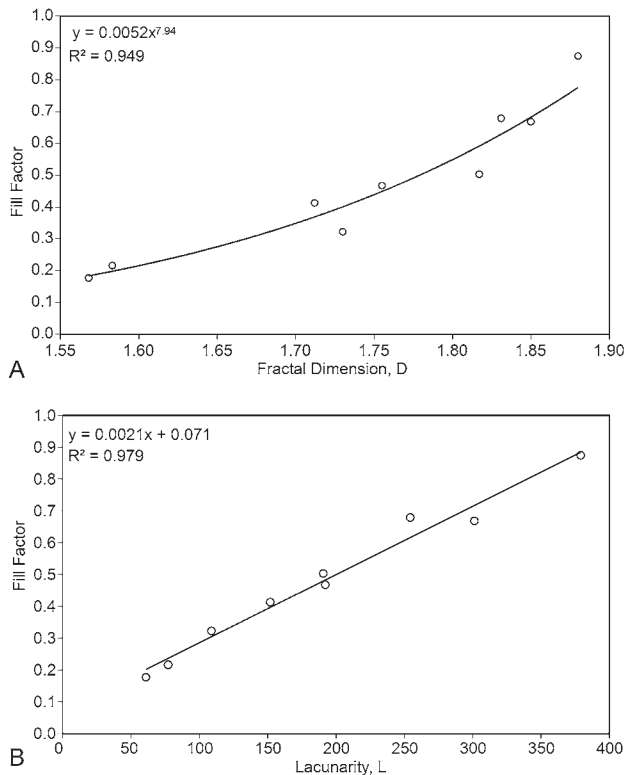 1.0
0.9
0.8
0.7
0.6
0.5
0.4
0.3
0.2
0.1
0.0
Fill Factor
y = 0.0052x⁷·⁹⁴
R² = 0.949
1.55 1.60 1.65 1.70 1.75 1.80 1.85 1.90
Fractal Dimension, D
A
1.0
0.9
0.8
0.7
0.6
0.5
0.4
0.3
0.2
0.1
0.0
Fill Factor
y = 0.0021x + 0.071
R² = 0.979
0 50 100 150 200 250 300 350 400
Lacunarity, L
B